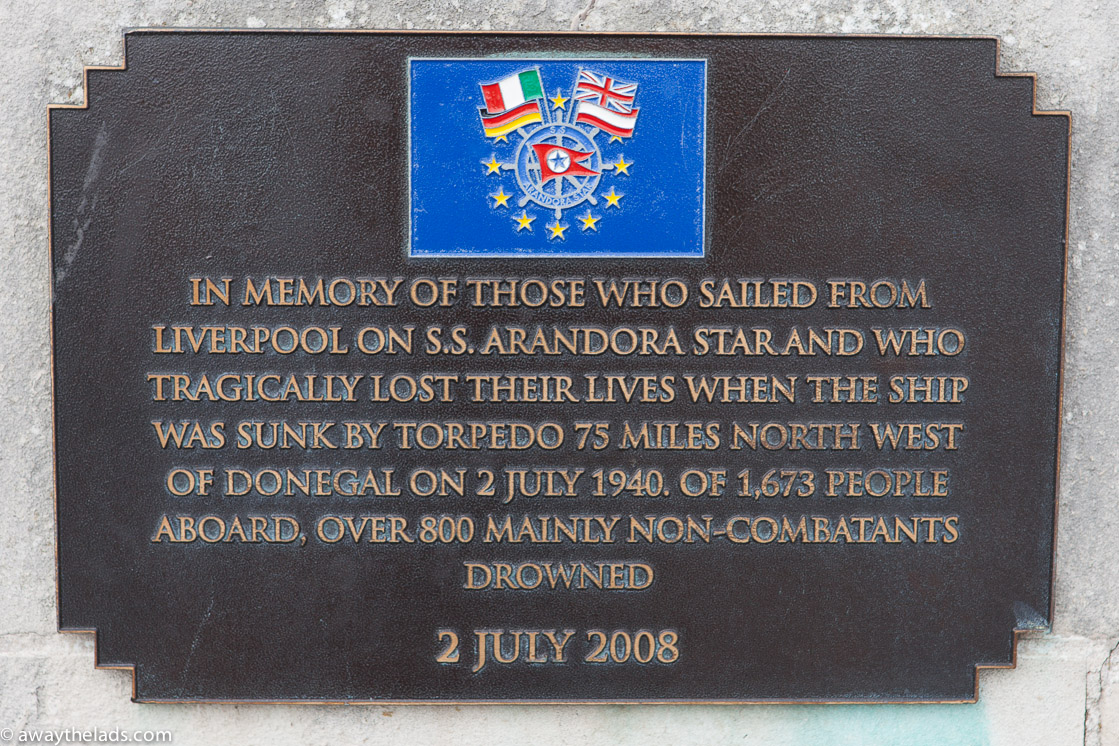 S.S.
ARANDORA STAR
IN MEMORY OF THOSE WHO SAILED FROM
LIVERPOOL ON S.S. ARANDORA STAR AND WHO
TRAGICALLY LOST THEIR LIVES WHEN THE SHIP
WAS SUNK BY TORPEDO 75 MILES NORTH WEST
OF DONEGAL ON 2 JULY 1940. OF 1,673 PEOPLE
ABOARD, OVER 800 MAINLY NON-COMBATANTS
DROWNED
2 JULY 2008
© awaythelads.com